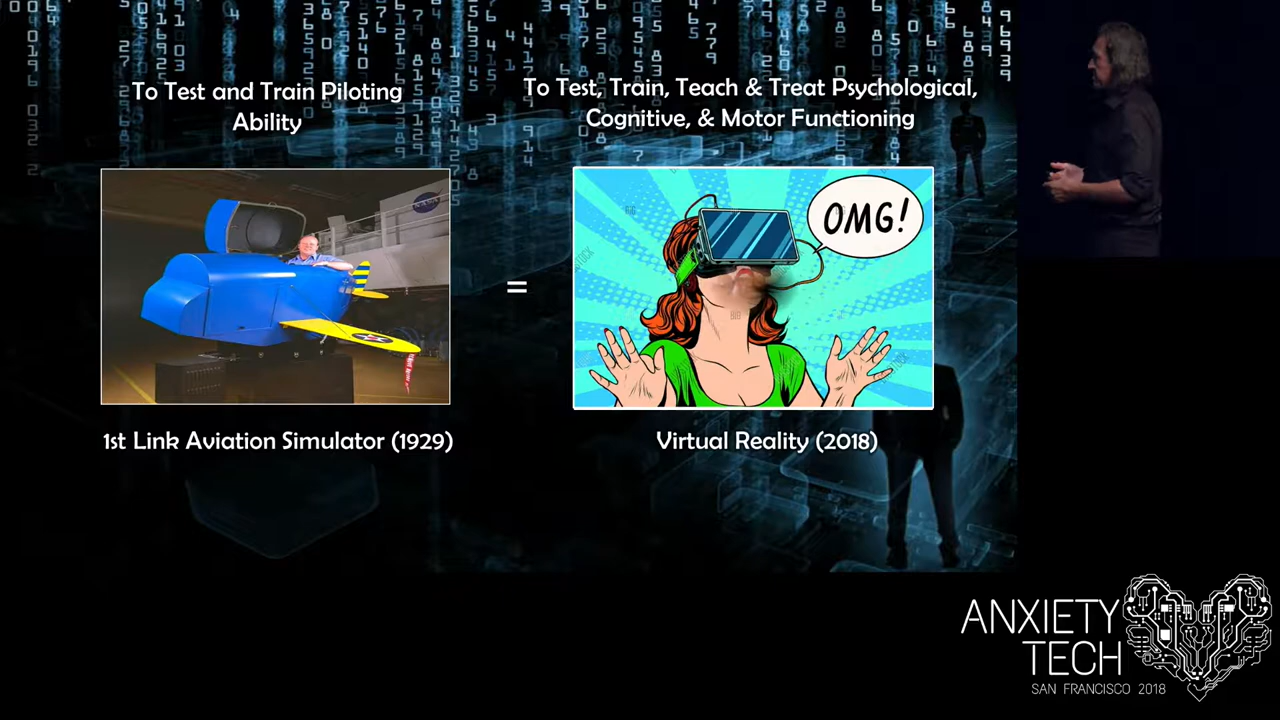 To Test and Train Piloting
Ability
To Test, Train, Teach & Treat Psychological,
Cognitive, & Motor Functioning
OMG!
=
1st Link Aviation Simulator (1929)
Virtual Reality (2018)
ANXIETY
TECH
SAN FRANCISCO 2018